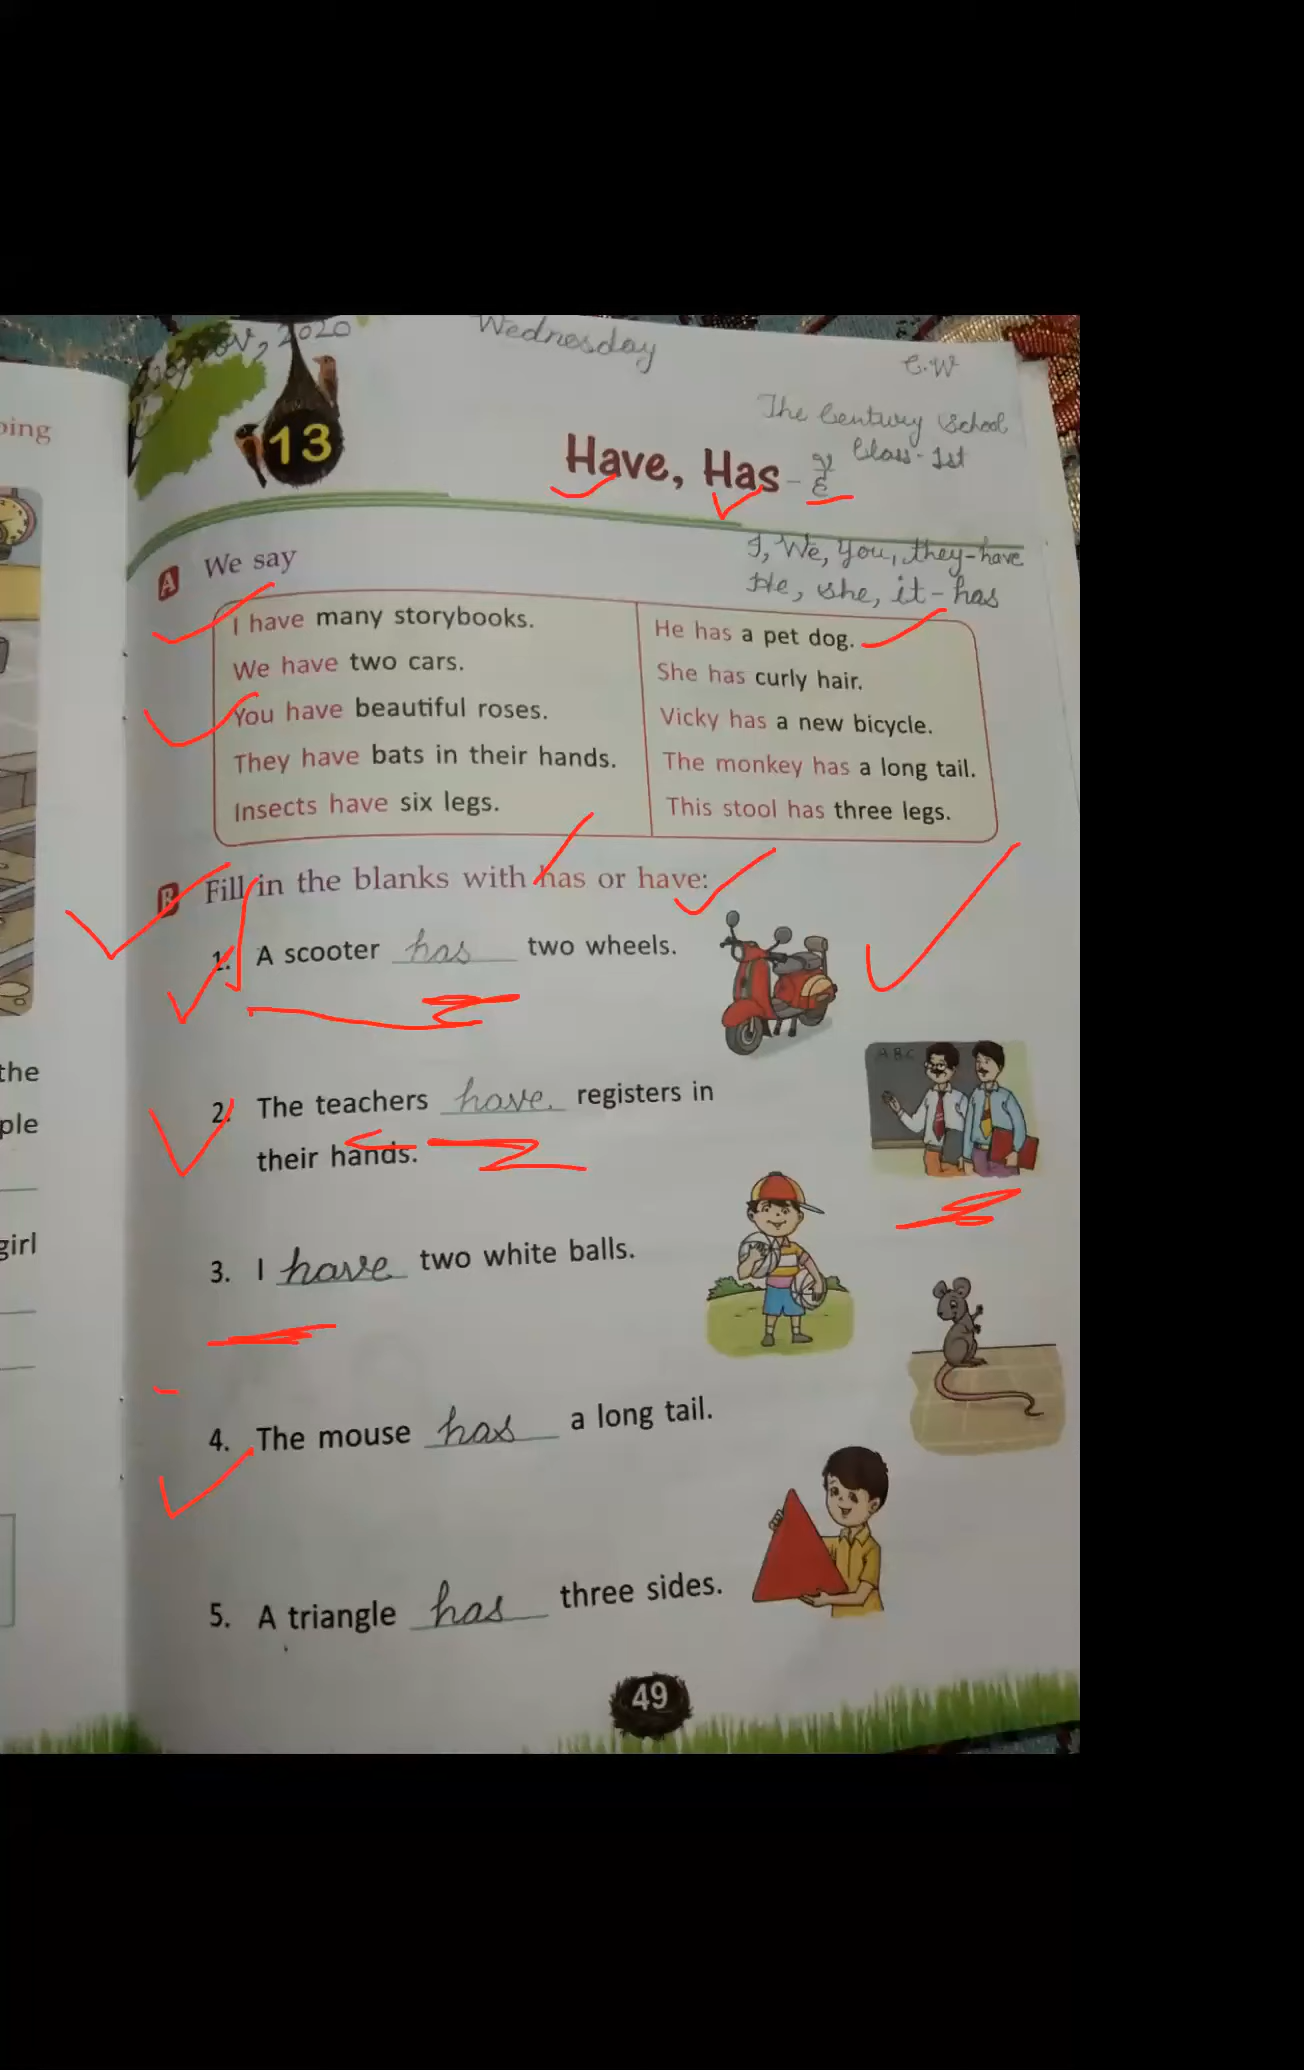 Nov, 2020
Wednesday
C.W
The Century School
Class-1st
13
Have, Has -
I, We, You, they-have
He, she, it-has
A We say
I have many storybooks.
We have two cars.
You have beautiful roses.
They have bats in their hands.
Insects have six legs.
He has a pet dog.
She has curly hair.
Vicky has a new bicycle.
The monkey has a long tail.
This stool has three legs.
B Fill in the blanks with has or have:
1. A scooter has two wheels.
2. The teachers have. registers in
their hands.
3. I have two white balls.
4. The mouse has a long tail.
5. A triangle has three sides.
ABC
49
the
ple
girl